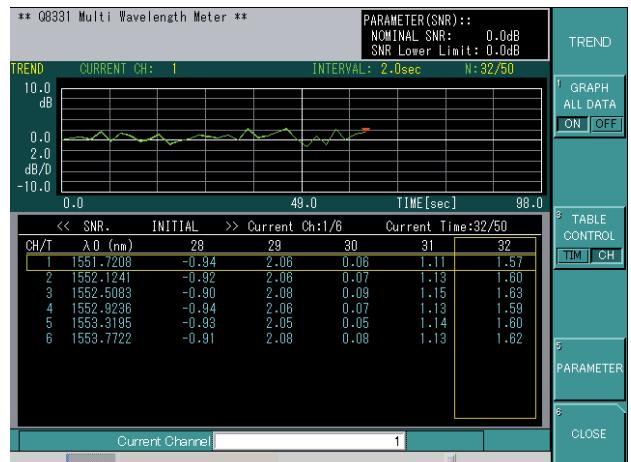 ** Q8331 Multi Wavelength Meter **
PARAMETER(SNR)::
NOMINAL SNR: 0.0dB
SNR Lower Limit: 0.0dB
TREND
TREND CURRENT CH: 1 INTERVAL: 2.0sec N:32/50
10.0
dB
0.0
2.0
dB/D
-10.0
0.0 49.0 TIME[sec] 98.0
1 GRAPH
ALL DATA
ON OFF
<< SNR. INITIAL >> Current Ch:1/6 Current Time:32/50
CH/T λ0 (nm) 28 29 30 31 32
1 1551.7208 -0.94 2.06 0.06 1.11 1.57
2 1552.1241 -0.92 2.06 0.07 1.13 1.60
3 1552.5083 -0.90 2.08 0.09 1.15 1.63
4 1552.9236 -0.94 2.06 0.07 1.13 1.59
5 1553.3195 -0.93 2.05 0.05 1.14 1.60
6 1553.7722 -0.91 2.08 0.08 1.13 1.62
3 TABLE
CONTROL
TIM CH
5
PARAMETER
6
CLOSE
Current Channel 1